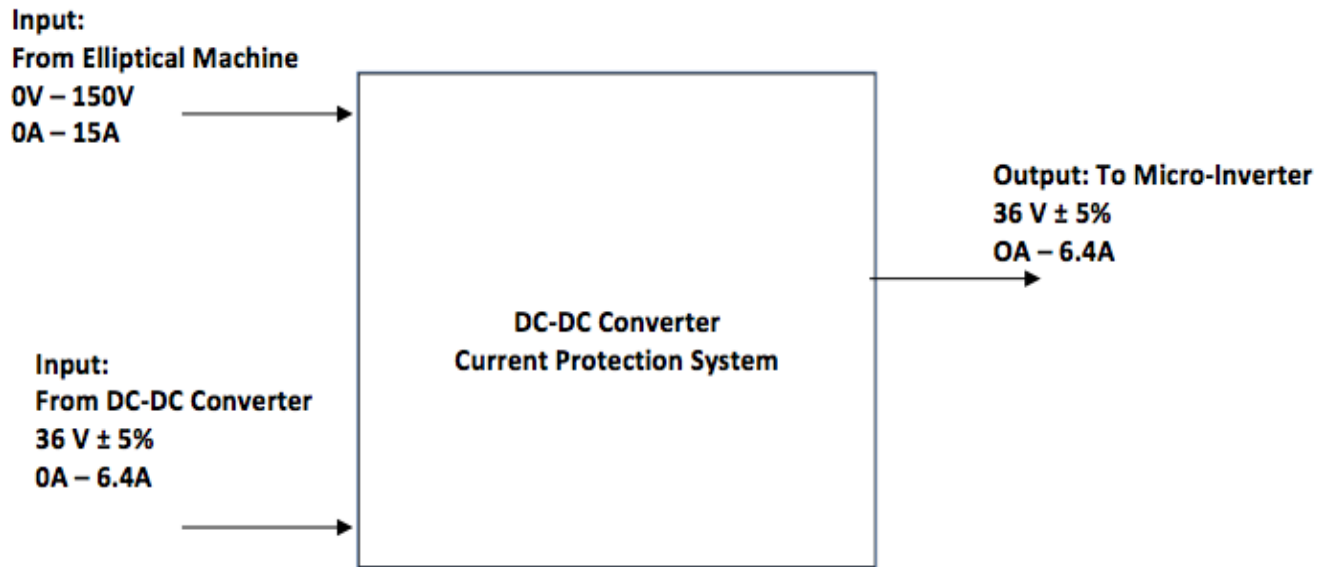 Input:
From Elliptical Machine
0V – 150V
0A – 15A
Output: To Micro-Inverter
36 V ± 5%
OA – 6.4A
DC-DC Converter
Current Protection System
Input:
From DC-DC Converter
36 V ± 5%
0A – 6.4A